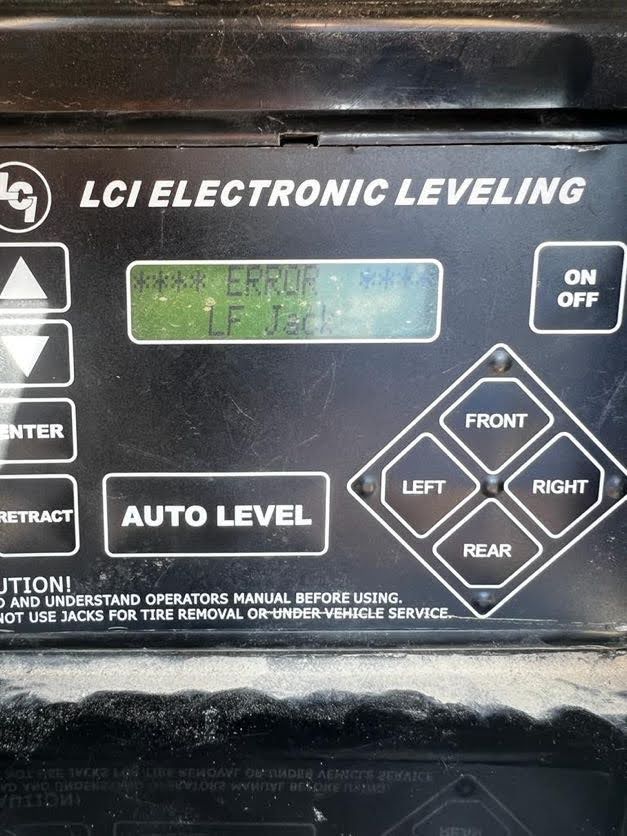 LCI
LCI ELECTRONIC LEVELING
**** ERROR ****
LF Jack
ON
OFF
ENTER
RETRACT
AUTO LEVEL
FRONT
LEFT
RIGHT
REAR
UTION!
D AND UNDERSTAND OPERATORS MANUAL BEFORE USING.
NOT USE JACKS FOR TIRE REMOVAL OR UNDER VEHICLE SERVICE.